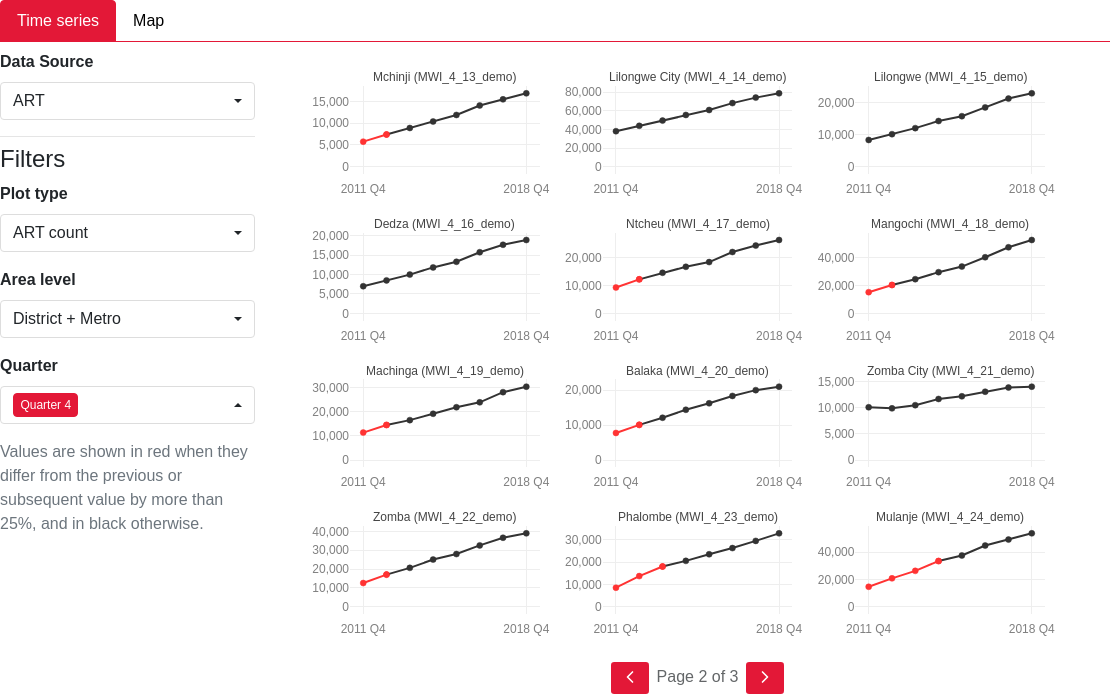 Time series
Map
Data Source
ART
Filters
Plot type
ART count
Area level
District + Metro
Quarter
Quarter 4
Values are shown in red when they
differ from the previous or
subsequent value by more than
25%, and in black otherwise.
Mchinji (MWI_4_13_demo)
15,000
10,000
5,000
0
2011 Q4
2018 Q4
Lilongwe City (MWI_4_14_demo)
80,000
60,000
40,000
20,000
0
2011 Q4
2018 Q4
Lilongwe (MWI_4_15_demo)
20,000
10,000
0
2011 Q4
2018 Q4
Dedza (MWI_4_16_demo)
20,000
15,000
10,000
5,000
0
2011 Q4
2018 Q4
Ntcheu (MWI_4_17_demo)
20,000
10,000
0
2011 Q4
2018 Q4
Mangochi (MWI_4_18_demo)
40,000
20,000
0
2011 Q4
2018 Q4
Machinga (MWI_4_19_demo)
30,000
20,000
10,000
0
2011 Q4
2018 Q4
Balaka (MWI_4_20_demo)
20,000
10,000
0
2011 Q4
2018 Q4
Zomba City (MWI_4_21_demo)
15,000
10,000
5,000
0
2011 Q4
2018 Q4
Zomba (MWI_4_22_demo)
40,000
30,000
20,000
10,000
0
2011 Q4
2018 Q4
Phalombe (MWI_4_23_demo)
30,000
20,000
10,000
0
2011 Q4
2018 Q4
Mulanje (MWI_4_24_demo)
40,000
20,000
0
2011 Q4
2018 Q4
Page 2 of 3